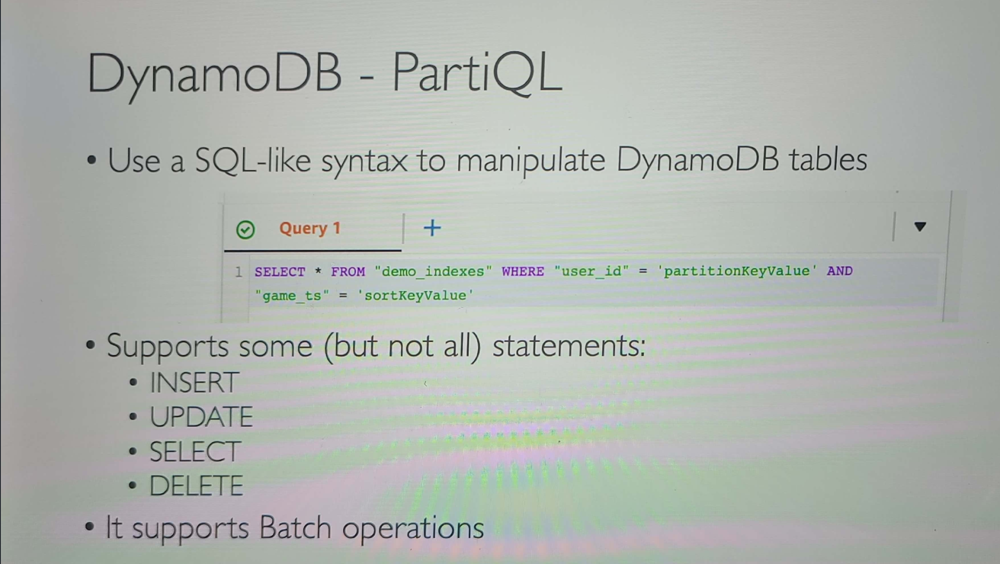 DynamoDB - PartiQL
• Use a SQL-like syntax to manipulate DynamoDB tables
Query 1 +
1 SELECT * FROM "demo_indexes" WHERE "user_id" = 'partitionKeyValue' AND
"game_ts" = 'sortKeyValue'
• Supports some (but not all) statements:
• INSERT
• UPDATE
• SELECT
• DELETE
• It supports Batch operations